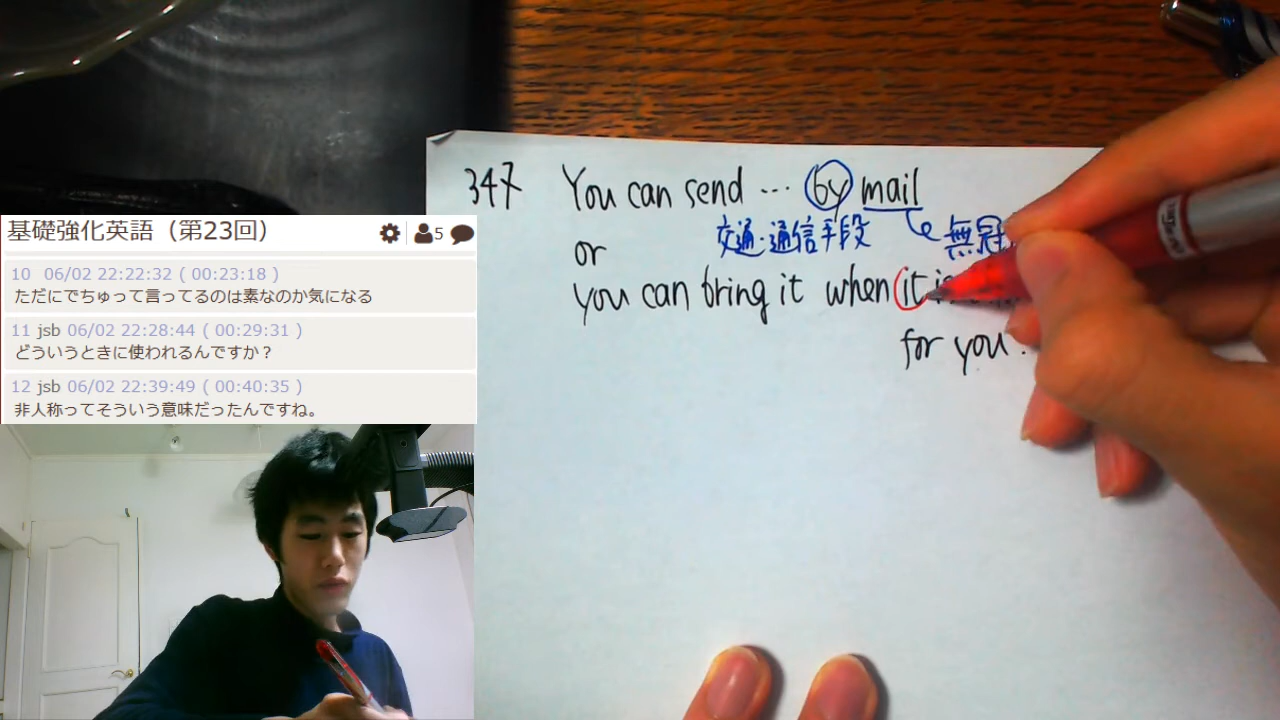 347 You can send … by mail
交通・通信手段 無冠
or
you can bring it when it is
for you.
基礎強化英語（第23回） 5
10 06/02 22:22:32 ( 00:23:18 )
ただにでちゅって言ってるのは素なのか気になる
11 jsb 06/02 22:28:44 ( 00:29:31 )
どういうときに使われるんですか？
12 jsb 06/02 22:39:49 ( 00:40:35 )
非人称ってそういう意味だったんですね。